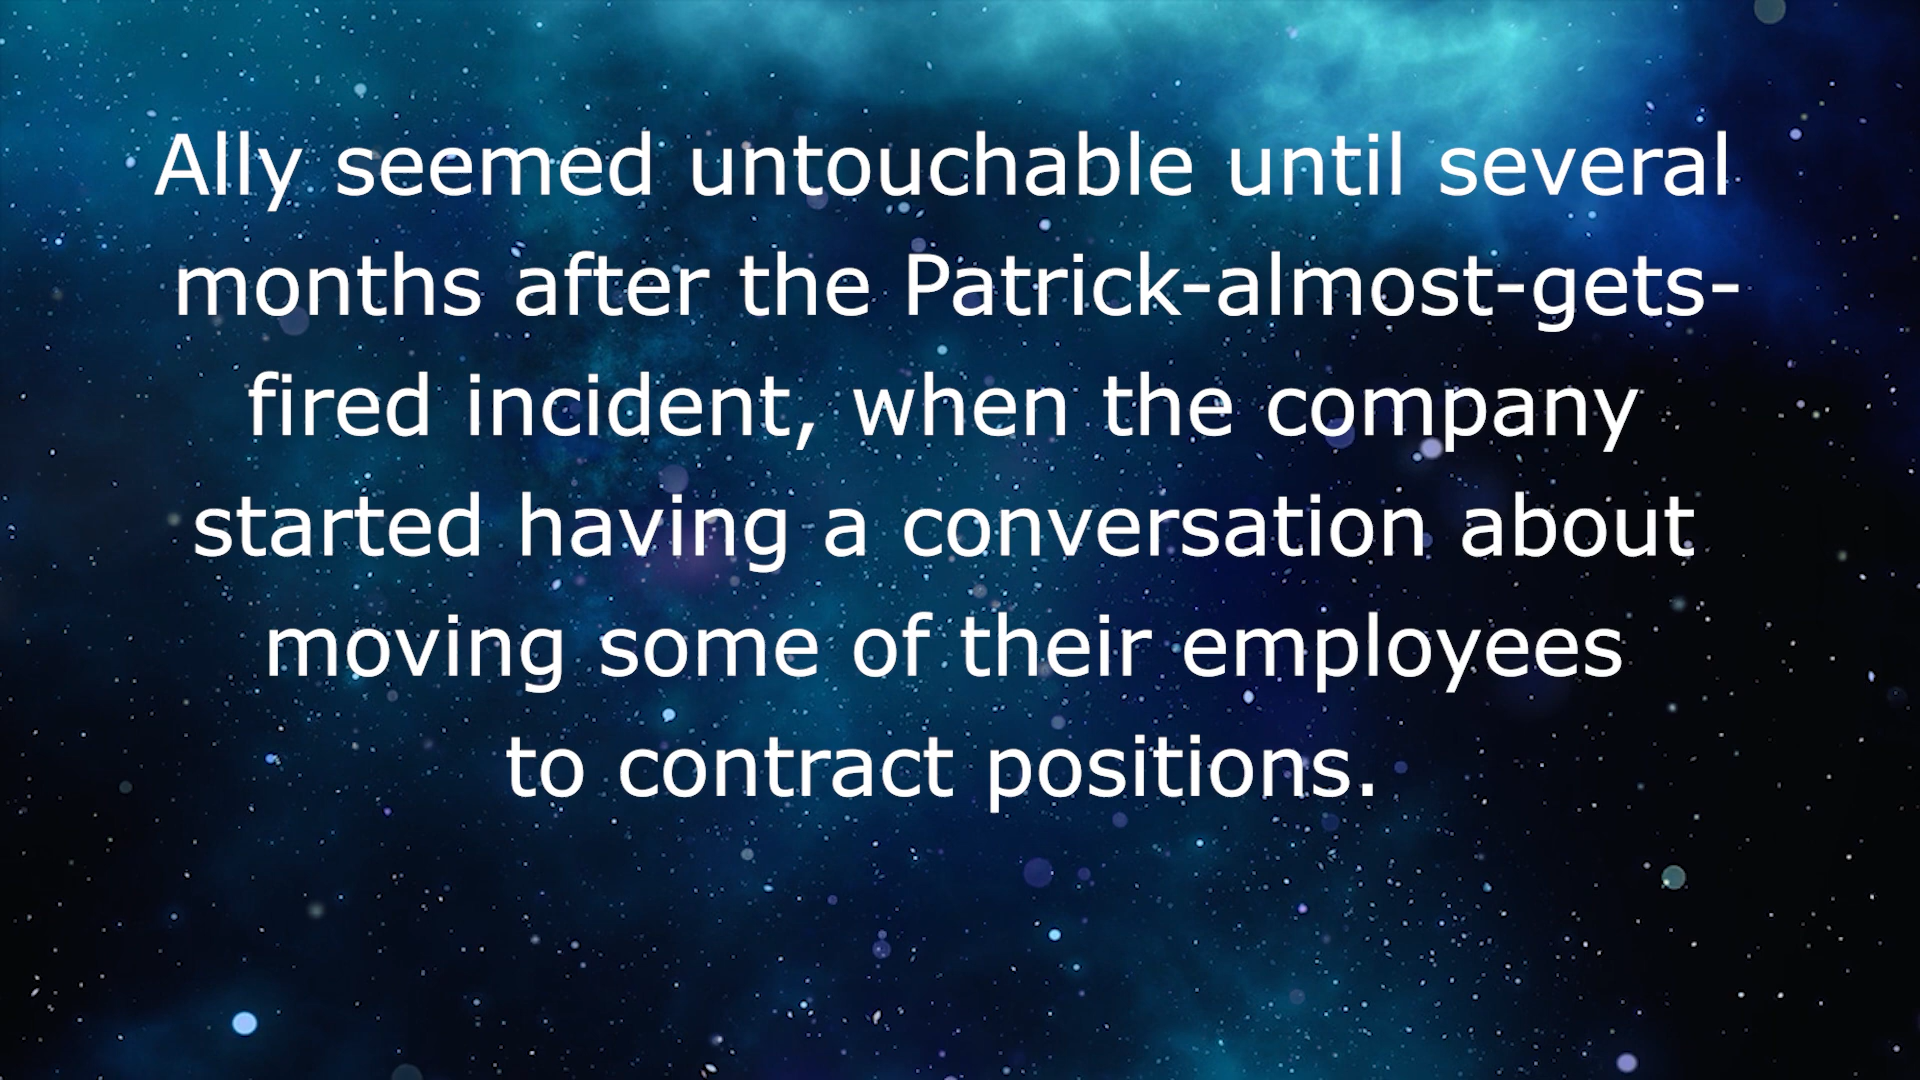 Ally seemed untouchable until several
months after the Patrick-almost-gets-
fired incident, when the company
started having a conversation about
moving some of their employees
to contract positions.